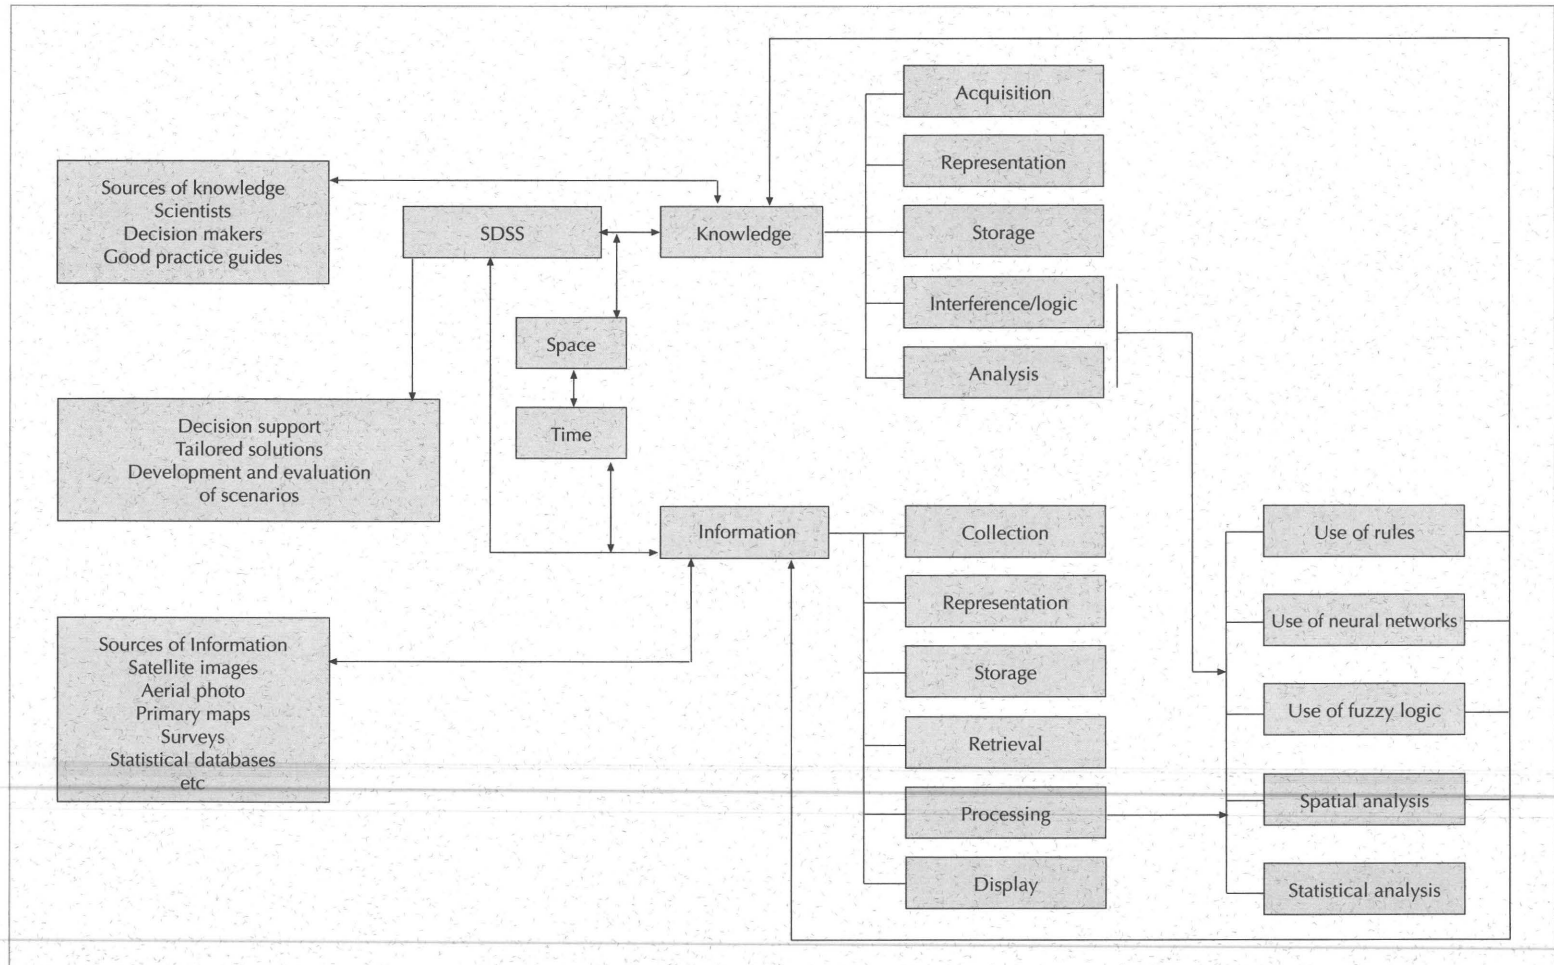 Sources of knowledge
Scientists
Decision makers
Good practice guides
SDSS
Knowledge
Acquisition
Representation
Storage
Interference/logic
Analysis
Space
Time
Decision support
Tailored solutions
Development and evaluation
of scenarios
Information
Collection
Representation
Storage
Retrieval
Processing
Display
Use of rules
Use of neural networks
Use of fuzzy logic
Spatial analysis
Statistical analysis
Sources of Information
Satellite images
Aerial photo
Primary maps
Surveys
Statistical databases
etc